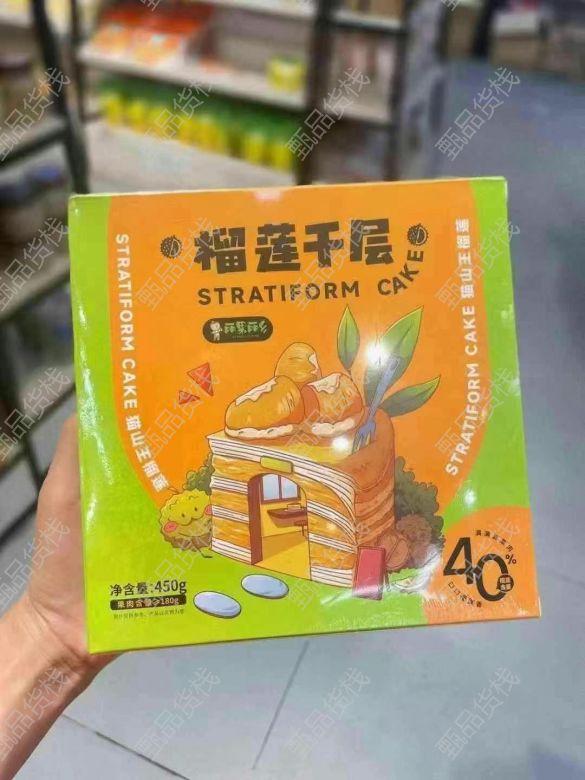 榴莲千层
STRATIFORM CAKE
STRATIFORM CAKE 猫山王榴莲
STRATIFORM CAKE 猫山王榴莲
40%
净含量:450g
果肉含量≥180g
甄品货栈